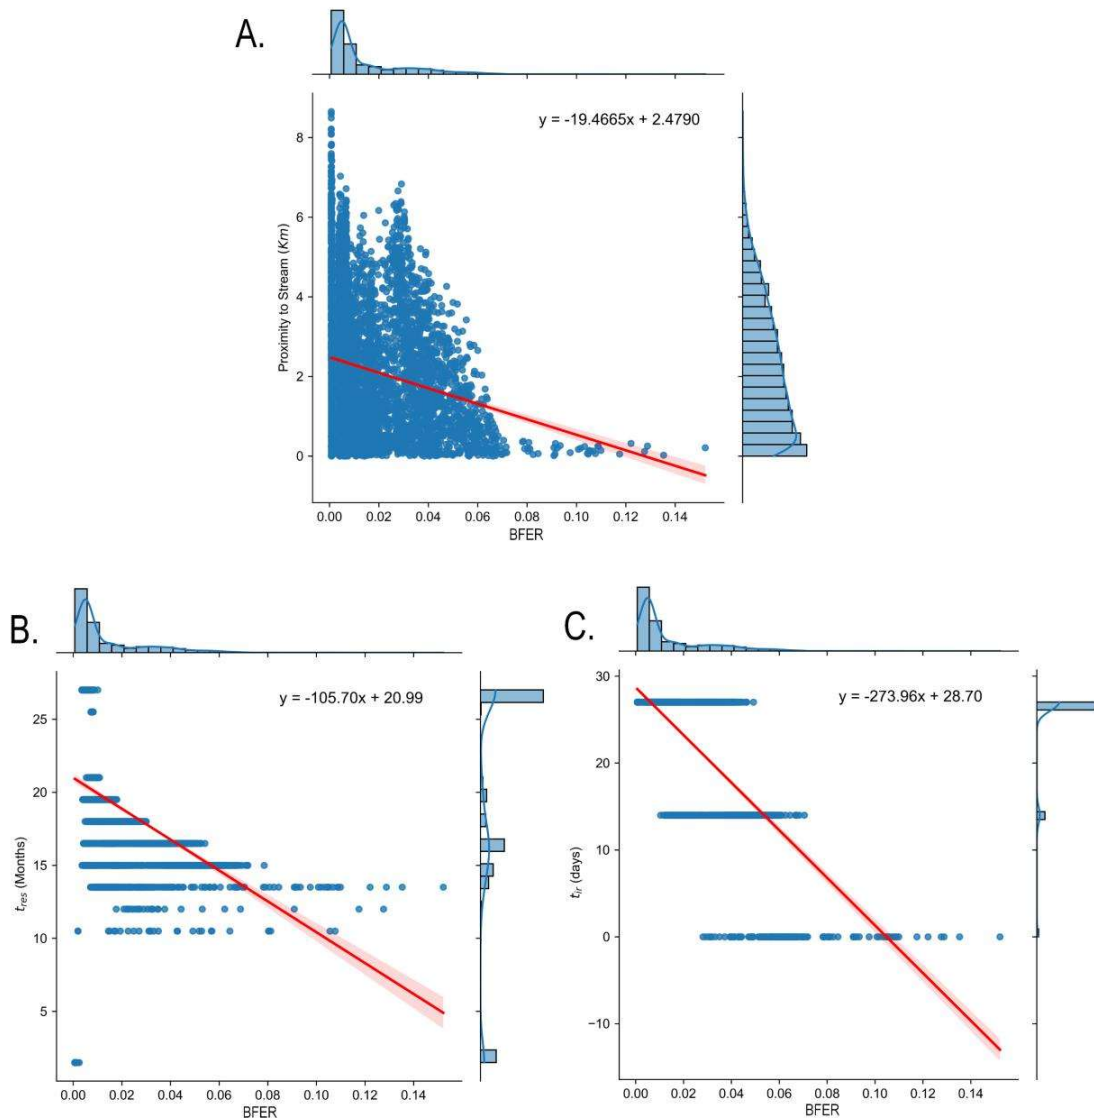 A.
y = -19.4665x + 2.4790
8
6
4
2
0
Proximity to Stream (Km)
0.00 0.02 0.04 0.06 0.08 0.10 0.12 0.14
BFER
B.
y = -105.70x + 20.99
25
20
15
10
5
t_res (Months)
0.00 0.02 0.04 0.06 0.08 0.10 0.12 0.14
BFER
C.
y = -273.96x + 28.70
30
20
10
0
−10
t_lr (days)
0.00 0.02 0.04 0.06 0.08 0.10 0.12 0.14
BFER